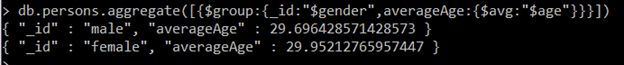 > db.persons.aggregate([{$group:{_id:"$gender",averageAge:{$avg:"$age"}}}])
{ "_id" : "male", "averageAge" : 29.696428571428573 }
{ "_id" : "female", "averageAge" : 29.95212765957447 }